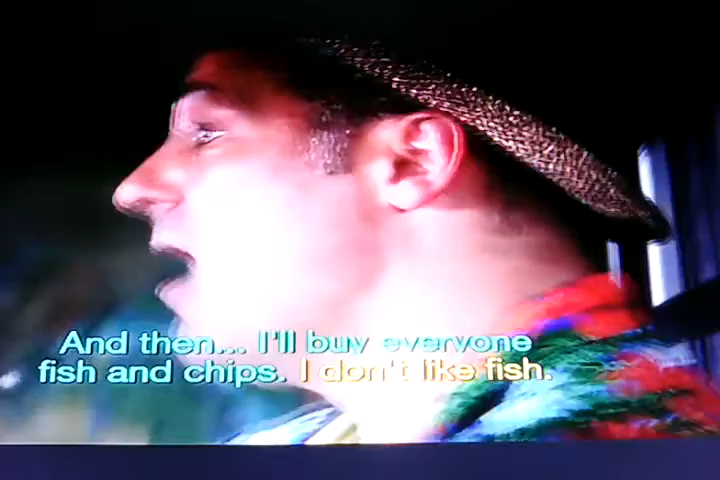 And then... I'll buy everyone
fish and chips. I don't like fish.